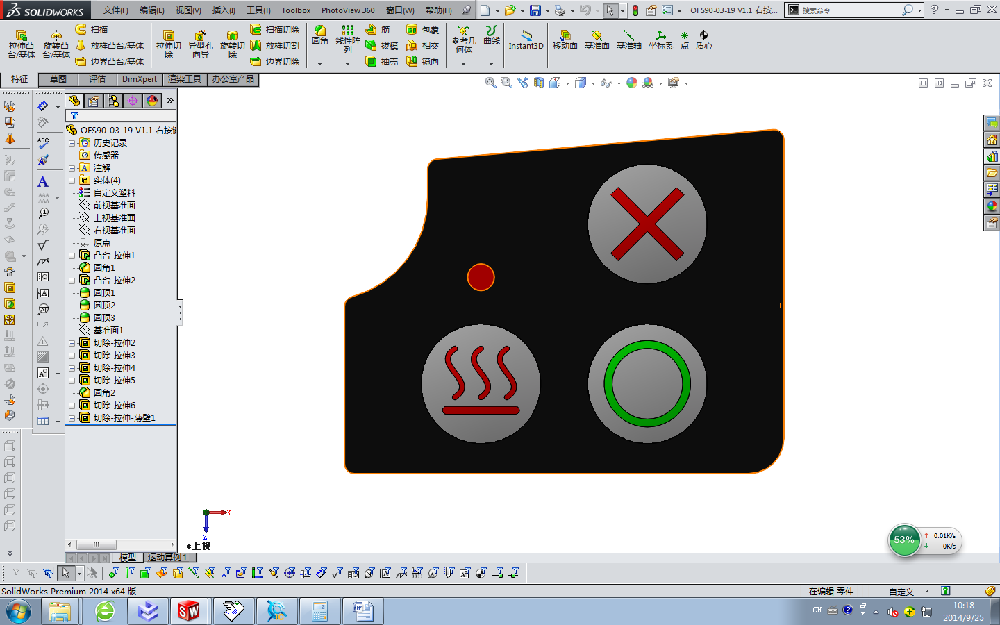 SOLIDWORKS 文件(F) 编辑(E) 视图(V) 插入(I) 工具(T) Toolbox PhotoView 360 窗口(W) 帮助(H) OFS90-03-19 V1.1 右按... 搜索命令
拉伸凸台/基体 旋转凸台/基体 扫描 放样凸台/基体 边界凸台/基体 拉伸切除 异型孔向导 旋转切除 扫描切除 放样切割 边界切除 圆角 线性阵列 筋 拔模 抽壳 包覆 相交 镜向 参考几何体 曲线 Instant3D 移动面 基准面 基准轴 坐标系 点 质心
特征 草图 评估 DimXpert 渲染工具 办公室产品
OFS90-03-19 V1.1 右按键
历史记录
传感器
注解
实体(4)
自定义塑料
前视基准面
上视基准面
右视基准面
原点
凸台-拉伸1
圆角1
凸台-拉伸2
圆顶1
圆顶2
圆顶3
基准面1
切除-拉伸2
切除-拉伸3
切除-拉伸4
切除-拉伸5
圆角2
切除-拉伸6
切除-拉伸-薄壁1
X
Z
*上视
53% 0.01K/s
0K/s
模型 运动算例 1
SolidWorks Premium 2014 x64 版 在编辑 零件 自定义
CH 10:18
2014/9/25